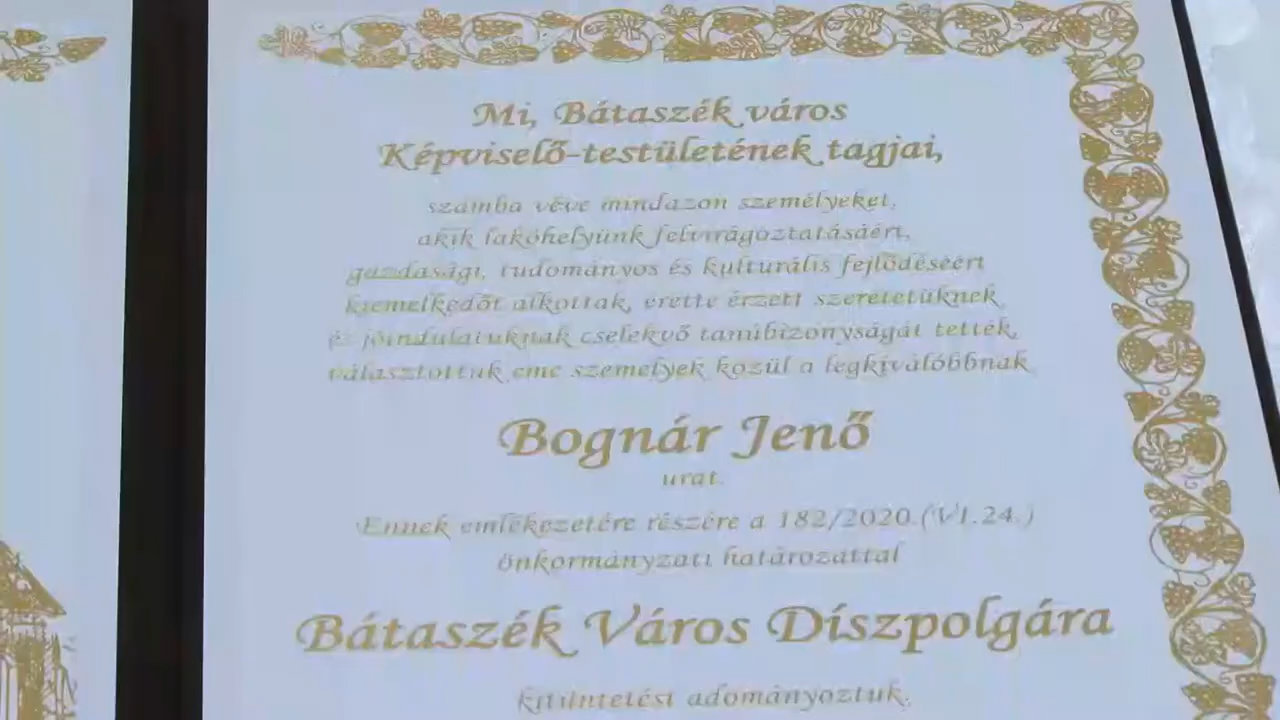 Mi, Bátaszék város
Képviselő-testületének tagjai,
számba véve mindazon személyeket,
akik lakóhelyünk felvirágoztatásáért,
gazdasági, tudományos és kulturális fejlődéséért
kiemelkedőt alkottak, érette érzett szeretetüknek
és jóindulatuknak cselekvő tanúbizonyságát tették,
választottuk eme személyek közül a legkiválóbbnak
Bognár Jenő
urat.
Ennek emlékezetére részére a 182/2020.(VI.24.)
önkormányzati határozattal
Bátaszék Város Díszpolgára
kitüntetést adományoztuk.